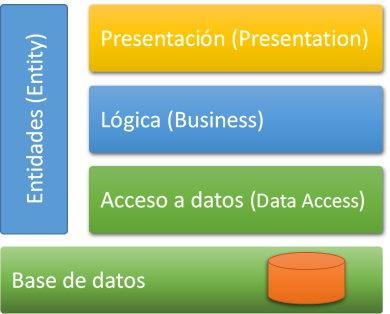 Entidades (Entity)
Presentación (Presentation)
Lógica (Business)
Acceso a datos (Data Access)
Base de datos